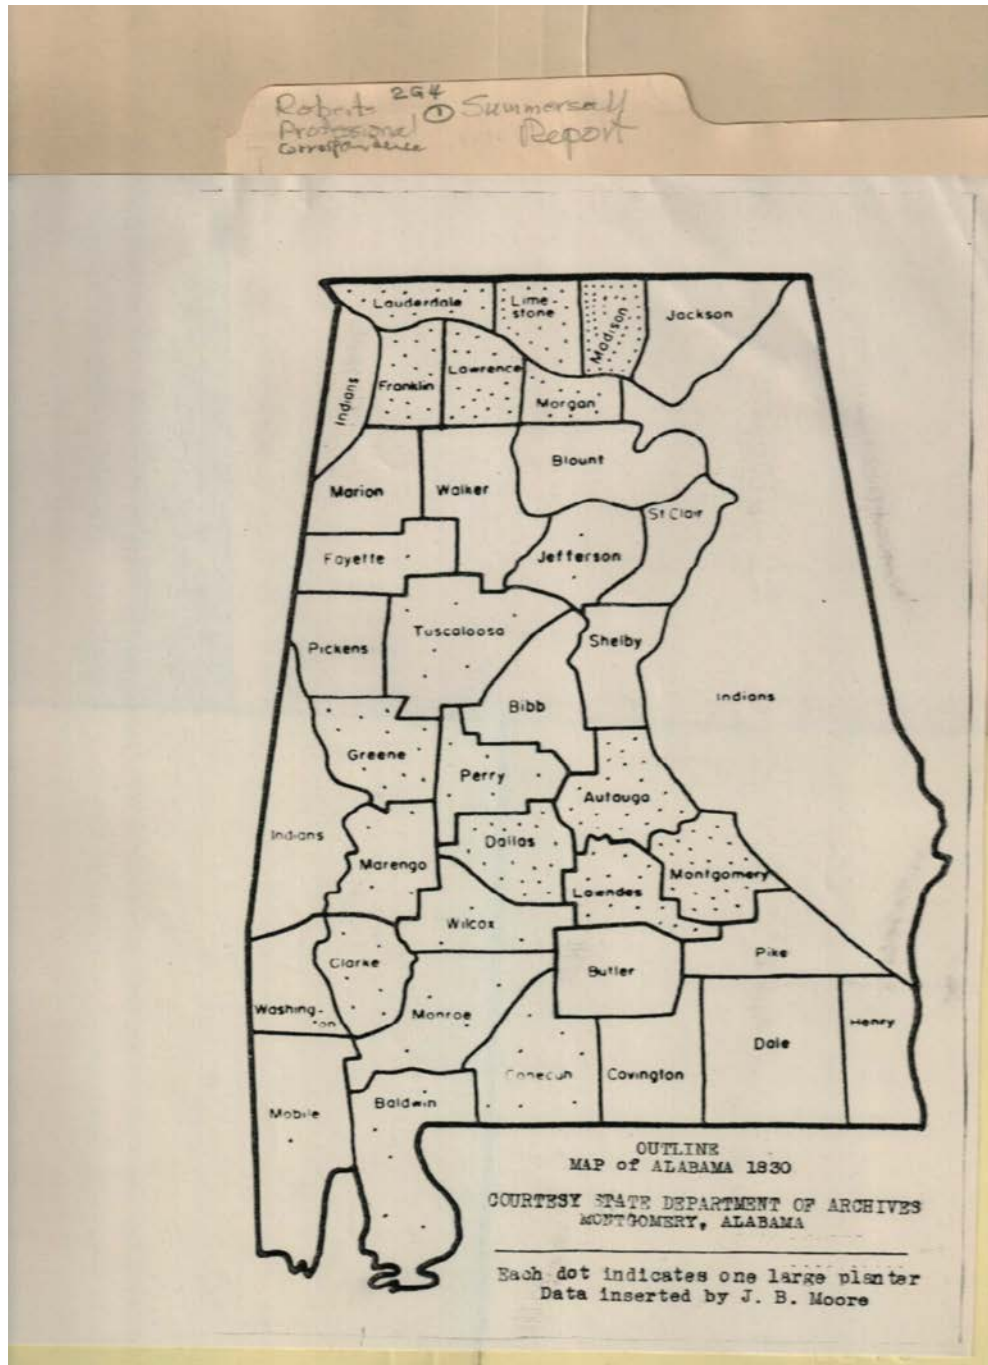 2G4
Roberts ① Summersell
Professional Report
Correspondence
Lauderdale
Lime-
stone
Madison
Jackson
Indians
Franklin
Lawrence
Morgan
Marion
Walker
Blount
St Clair
Fayette
Jefferson
Pickens
Tuscaloosa
Shelby
Bibb
Indians
Greene
Perry
Autauga
Indians
Marengo
Dallas
Lowndes
Montgomery
Wilcox
Clarke
Butler
Pike
Washing-
ton
Monroe
Conecuh
Covington
Dale
Henry
Mobile
Baldwin
OUTLINE
MAP of ALABAMA 1830
COURTESY STATE DEPARTMENT OF ARCHIVES
MONTGOMERY, ALABAMA
Each dot indicates one large planter
Data inserted by J. B. Moore